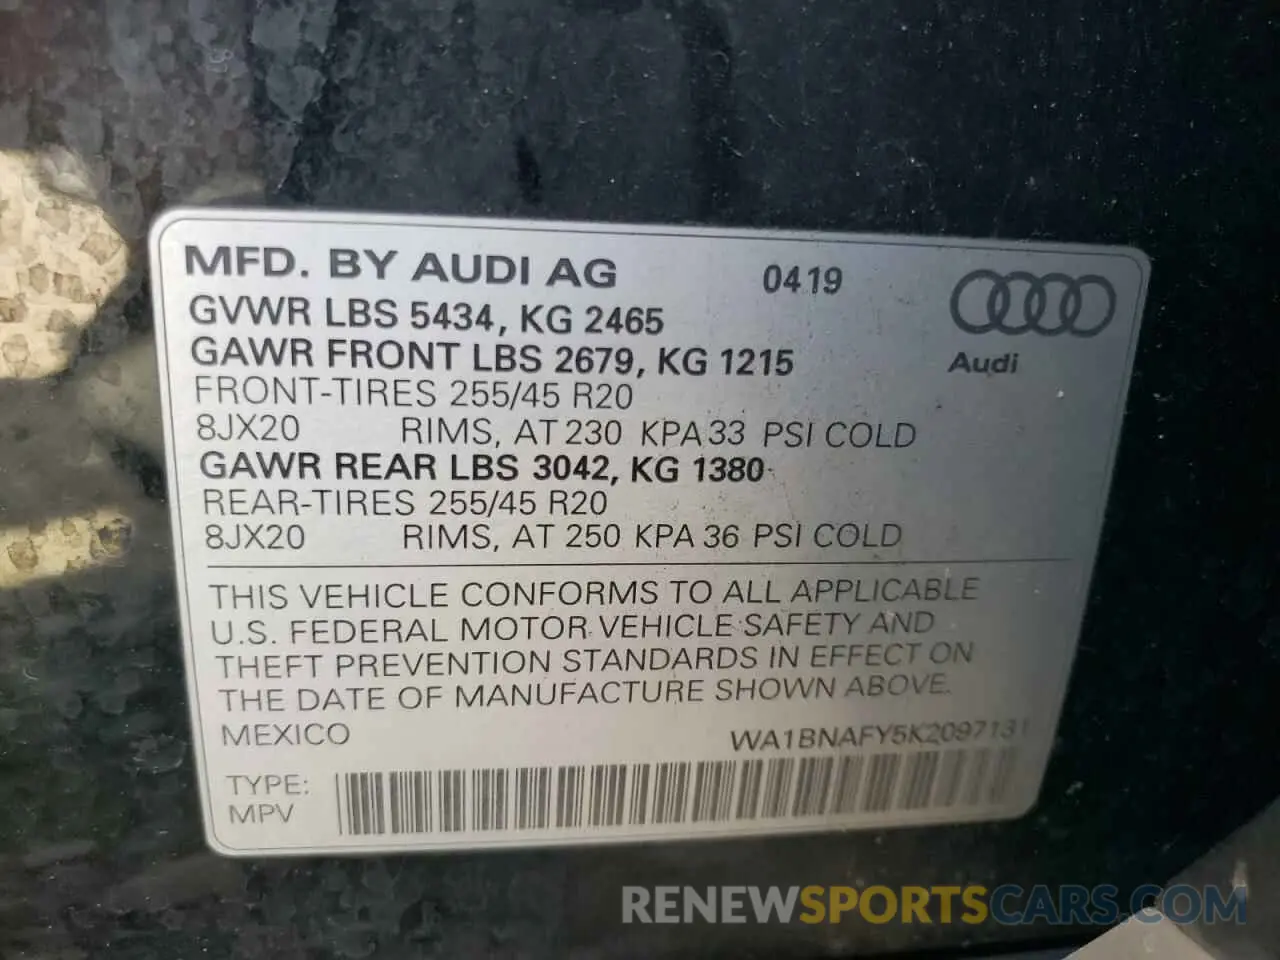 MFD. BY AUDI AG 0419
GVWR LBS 5434, KG 2465
GAWR FRONT LBS 2679, KG 1215
Audi
FRONT-TIRES 255/45 R20
8JX20 RIMS, AT 230 KPA 33 PSI COLD
GAWR REAR LBS 3042, KG 1380
REAR-TIRES 255/45 R20
8JX20 RIMS, AT 250 KPA 36 PSI COLD
THIS VEHICLE CONFORMS TO ALL APPLICABLE
U.S. FEDERAL MOTOR VEHICLE SAFETY AND
THEFT PREVENTION STANDARDS IN EFFECT ON
THE DATE OF MANUFACTURE SHOWN ABOVE.
MEXICO WA1BNAFY5K2097131
TYPE:
MPV
RENEWSPORTSCARS.COM